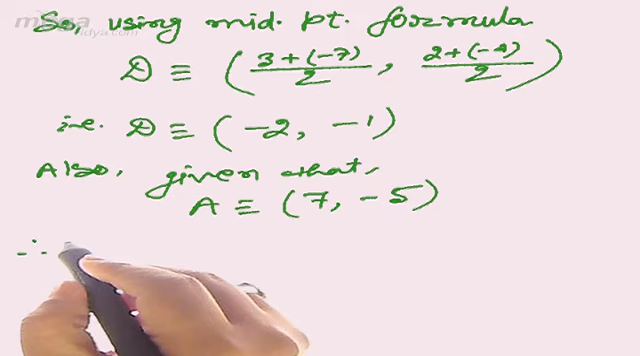 So, using mid. pt. formula
D ≡ ( 3 + (-7) / 2 , 2 + (-4) / 2 )
i.e. D ≡ (-2, -1)
Also, given that,
A ≡ (7, -5)
∴